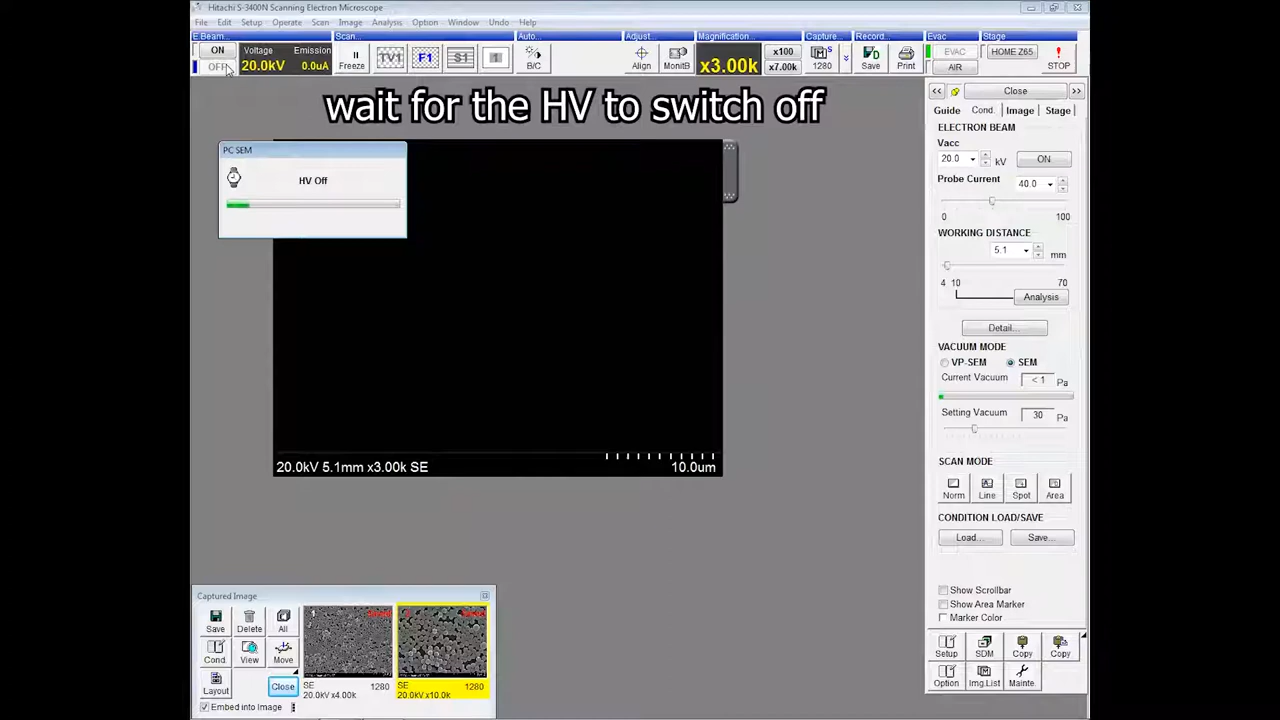 Hitachi S-3400N Scanning Electron Microscope
File Edit Setup Operate Scan Image Analysis Option Window Undo Help
E.Beam... Scan... Auto... Adjust... Magnification... Capture... Record... Evac Stage
ON
OFF
Voltage Emission
20.0kV 0.0uA
Freeze
TV1
F1
S1
1
B/C
Align
MonitB
x3.00k
x100
x7.00k
1280
Save
Print
EVAC
AIR
HOME Z65
STOP
wait for the HV to switch off
PC SEM
HV Off
20.0kV 5.1mm x3.00k SE
10.0um
<< Close >>
Guide Cond. Image Stage
ELECTRON BEAM
Vacc
20.0 kV ON
Probe Current 40.0
0 100
WORKING DISTANCE
5.1 mm
4 10 70
Analysis
Detail...
VACUUM MODE
VP-SEM SEM
Current Vacuum < 1 Pa
Setting Vacuum 30 Pa
SCAN MODE
Norm Line Spot Area
CONDITION LOAD/SAVE
Load... Save...
Show Scrollbar
Show Area Marker
Marker Color
Setup SDM Copy Copy
Option Img.List Mainte.
Captured Image
Save Delete All
Cond. View Move
Layout Close
Embed into Image
1
SE 1280
20.0kV x4.00k
SE 1280
20.0kV x10.0k